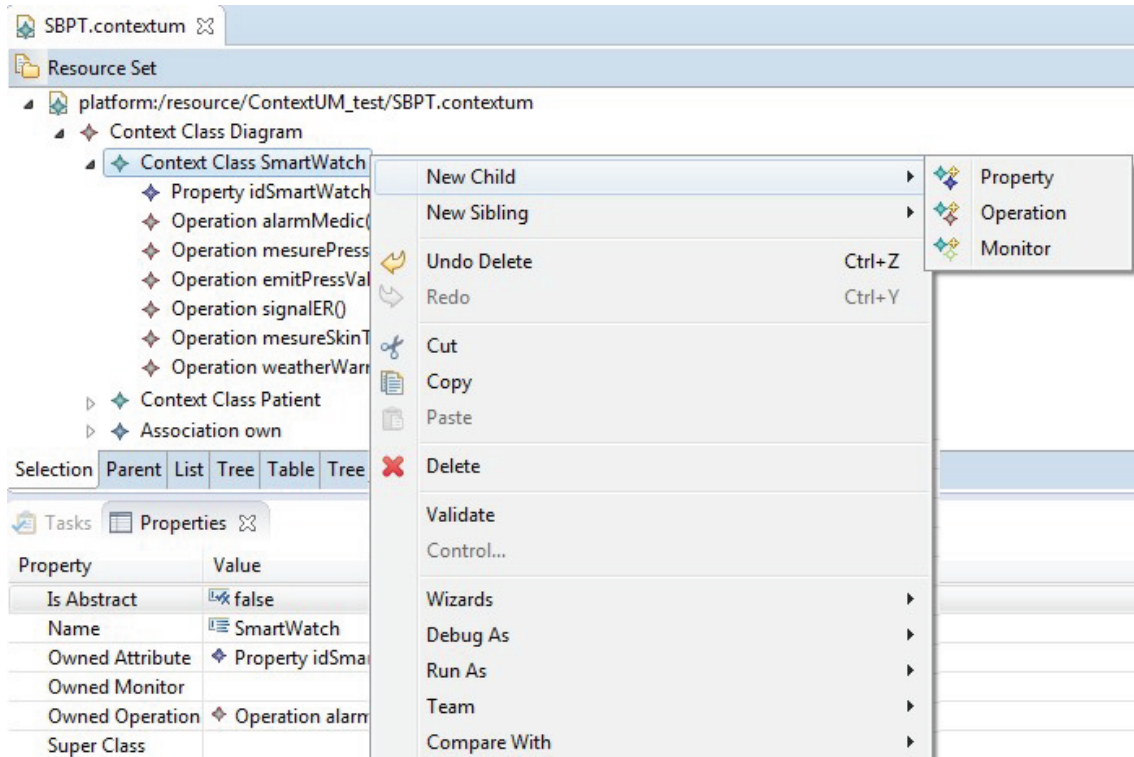 SBPT.contextum
Resource Set
platform:/resource/ContextUM_test/SBPT.contextum
Context Class Diagram
Context Class SmartWatch
Property idSmartWatch
Operation alarmMedic(
Operation mesurePress
Operation emitPressVal
Operation signalER()
Operation mesureSkinT
Operation weatherWarr
Context Class Patient
Association own
Selection Parent List Tree Table Tree
New Child
New Sibling
Undo Delete Ctrl+Z
Redo Ctrl+Y
Cut
Copy
Paste
Delete
Validate
Control...
Wizards
Debug As
Run As
Team
Compare With
Property
Operation
Monitor
Tasks Properties
Property Value
Is Abstract false
Name SmartWatch
Owned Attribute Property idSmar
Owned Monitor
Owned Operation Operation alarm
Super Class